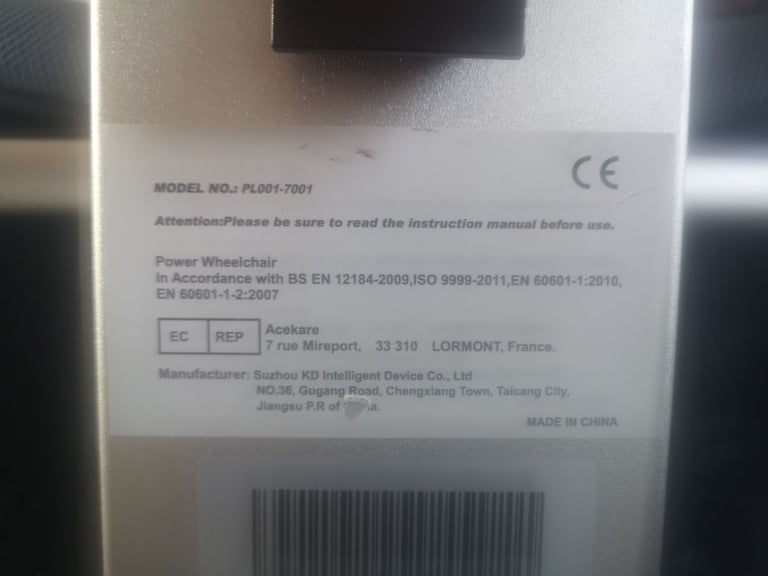 CE
MODEL NO.: PL001-7001
Attention:Please be sure to read the instruction manual before use.
Power Wheelchair
In Accordance with BS EN 12184-2009,ISO 9999-2011,EN 60601-1:2010,
EN 60601-1-2:2007
EC REP
Acekare
7 rue Mireport, 33 310 LORMONT, France.
Manufacturer: Suzhou KD Intelligent Device Co., Ltd
NO.36, Gugang Road, Chengxiang Town, Taicang City,
Jiangsu P.R of
MADE IN CHINA